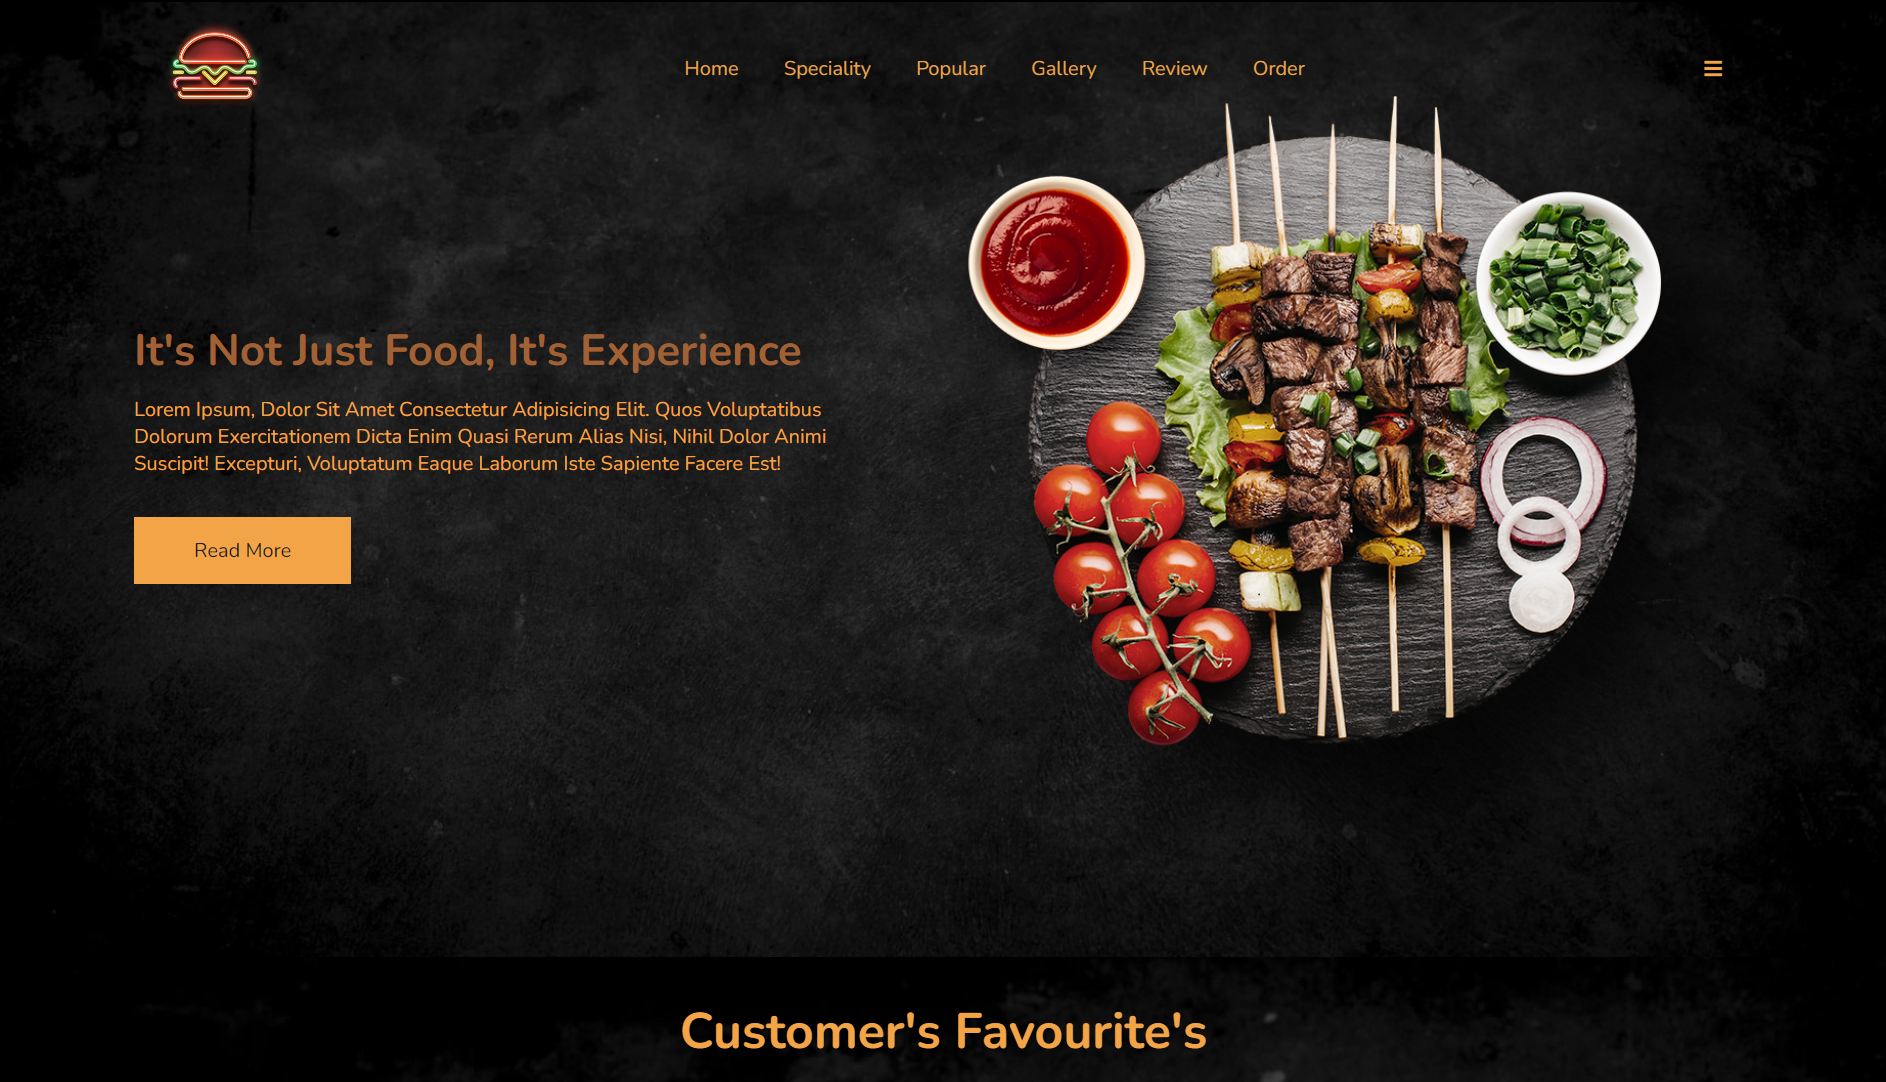 Home
Speciality
Popular
Gallery
Review
Order
It's Not Just Food, It's Experience
Lorem Ipsum, Dolor Sit Amet Consectetur Adipisicing Elit. Quos Voluptatibus
Dolorum Exercitationem Dicta Enim Quasi Rerum Alias Nisi, Nihil Dolor Animi
Suscipit! Excepturi, Voluptatum Eaque Laborum Iste Sapiente Facere Est!
Read More
Customer's Favourite's